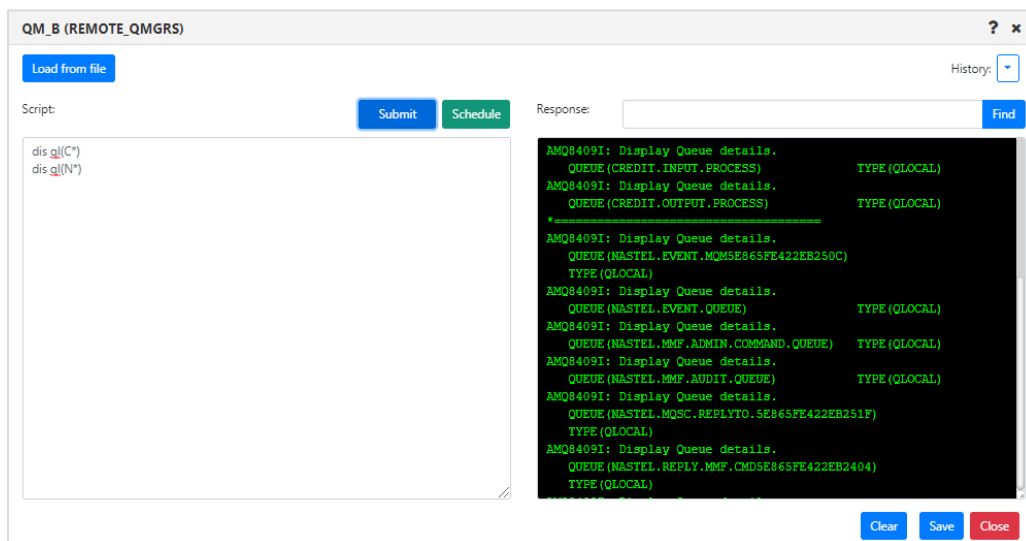 QM_B (REMOTE_QMGRS)
? ×
Load from file
History:
Script:
Submit
Schedule
Response:
Find
dis ql(C*)
dis ql(N*)
AMQ8409I: Display Queue details.
QUEUE(CREDIT.INPUT.PROCESS) TYPE(QLOCAL)
AMQ8409I: Display Queue details.
QUEUE(CREDIT.OUTPUT.PROCESS) TYPE(QLOCAL)
*=====================================
AMQ8409I: Display Queue details.
QUEUE(NASTEL.EVENT.MQM5E865FE422EB250C)
TYPE(QLOCAL)
AMQ8409I: Display Queue details.
QUEUE(NASTEL.EVENT.QUEUE) TYPE(QLOCAL)
AMQ8409I: Display Queue details.
QUEUE(NASTEL.MMF.ADMIN.COMMAND.QUEUE) TYPE(QLOCAL)
AMQ8409I: Display Queue details.
QUEUE(NASTEL.MMF.AUDIT.QUEUE) TYPE(QLOCAL)
AMQ8409I: Display Queue details.
QUEUE(NASTEL.MQSC.REPLYTO.5E865FE422EB251F)
TYPE(QLOCAL)
AMQ8409I: Display Queue details.
QUEUE(NASTEL.REPLY.MMF.CMD5E865FE422EB2404)
TYPE(QLOCAL)
Clear
Save
Close